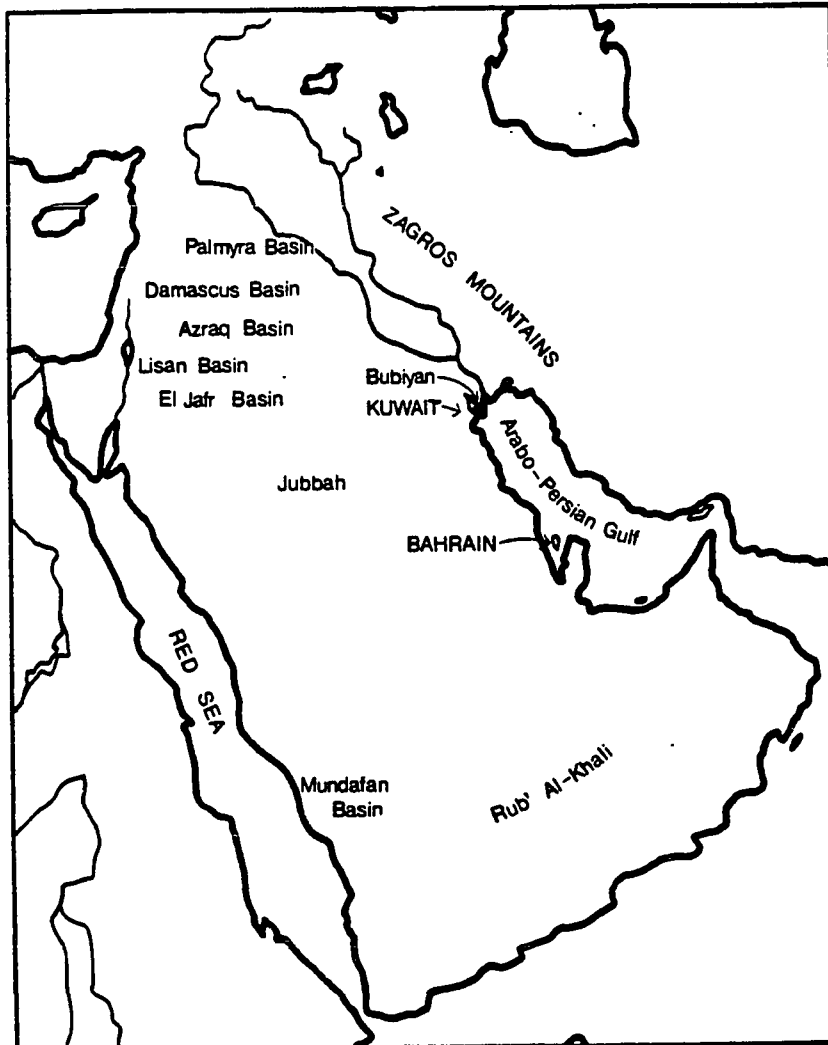 ZAGROS MOUNTAINS
Palmyra Basin
Damascus Basin
Azraq Basin
Lisan Basin
El Jafr Basin
Bubiyan
KUWAIT
Arabo-Persian Gulf
Jubbah
BAHRAIN
RED SEA
Mundafan
Basin
Rub' Al-Khali